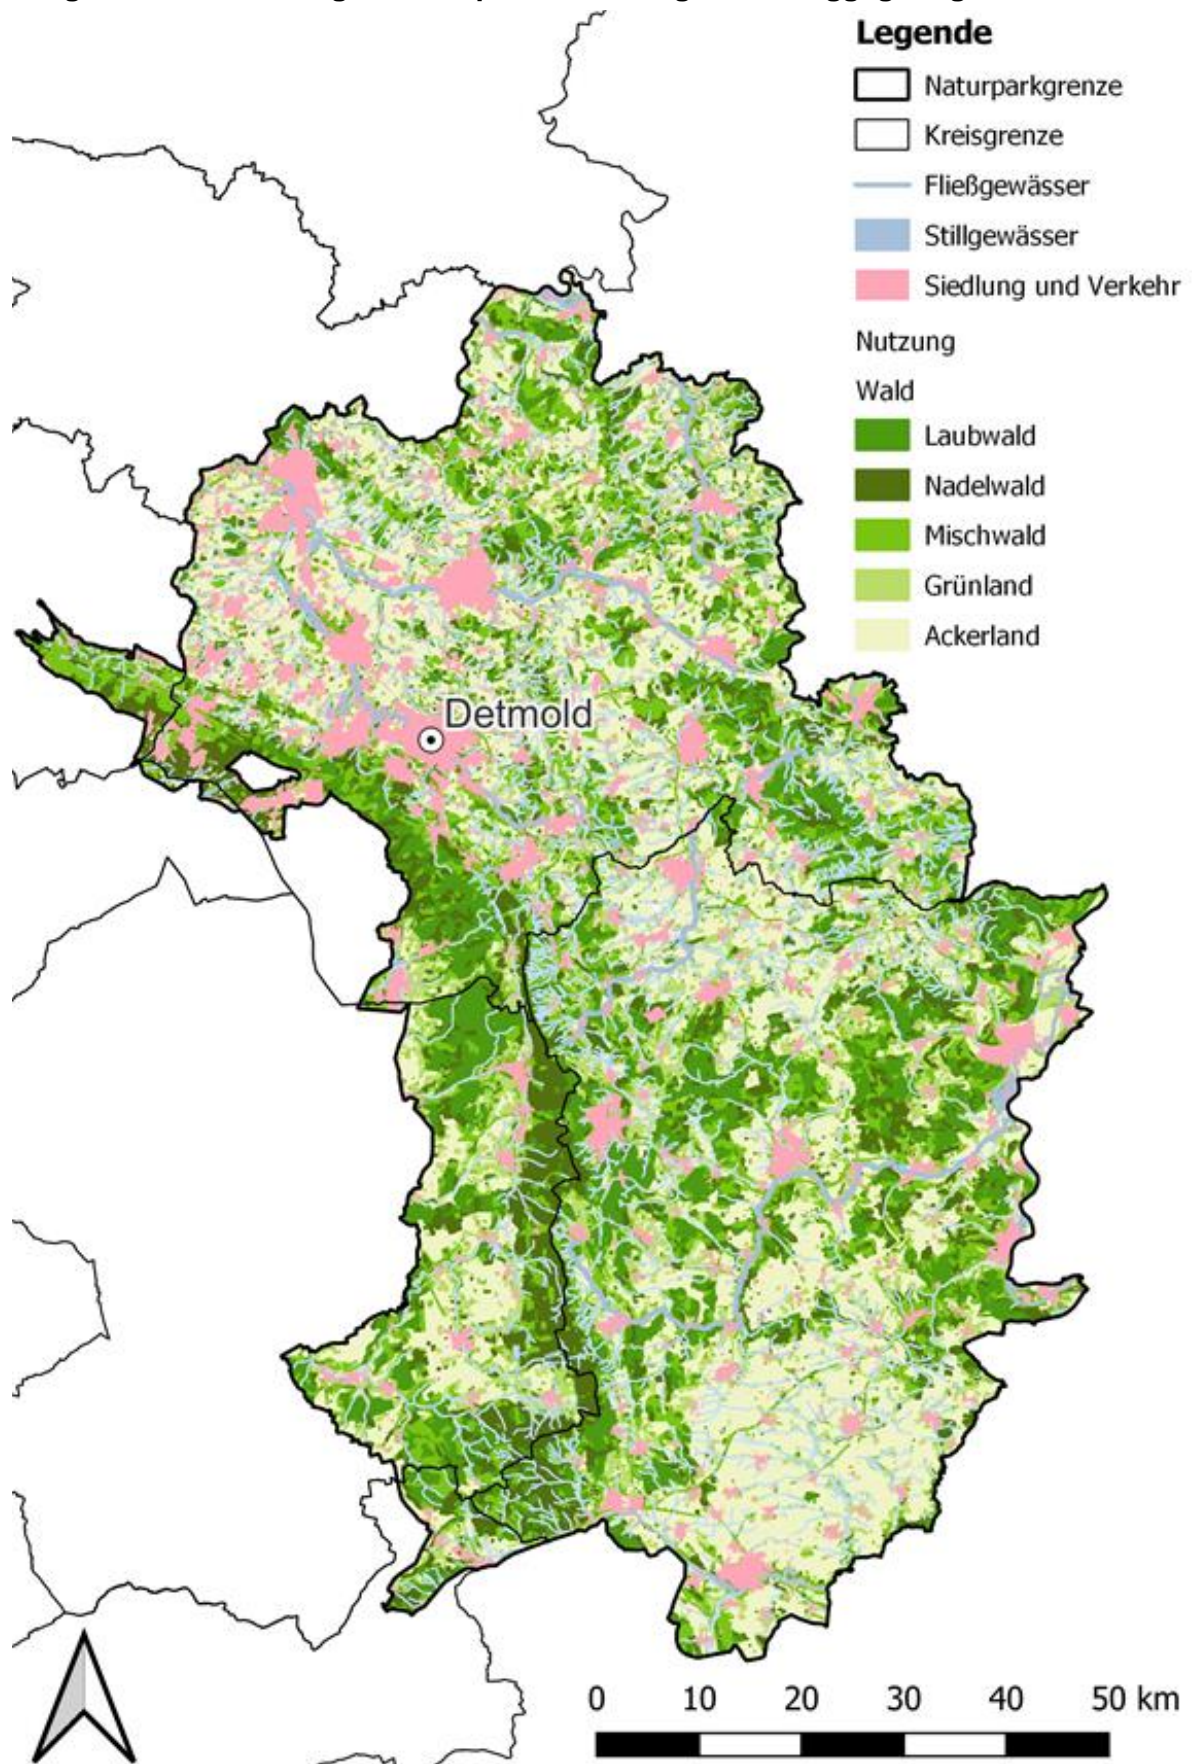 Legende
Naturparkgrenze
Kreisgrenze
Fließgewässer
Stillgewässer
Siedlung und Verkehr
Nutzung
Wald
Laubwald
Nadelwald
Mischwald
Grünland
Ackerland
Detmold
0 10 20 30 40 50 km